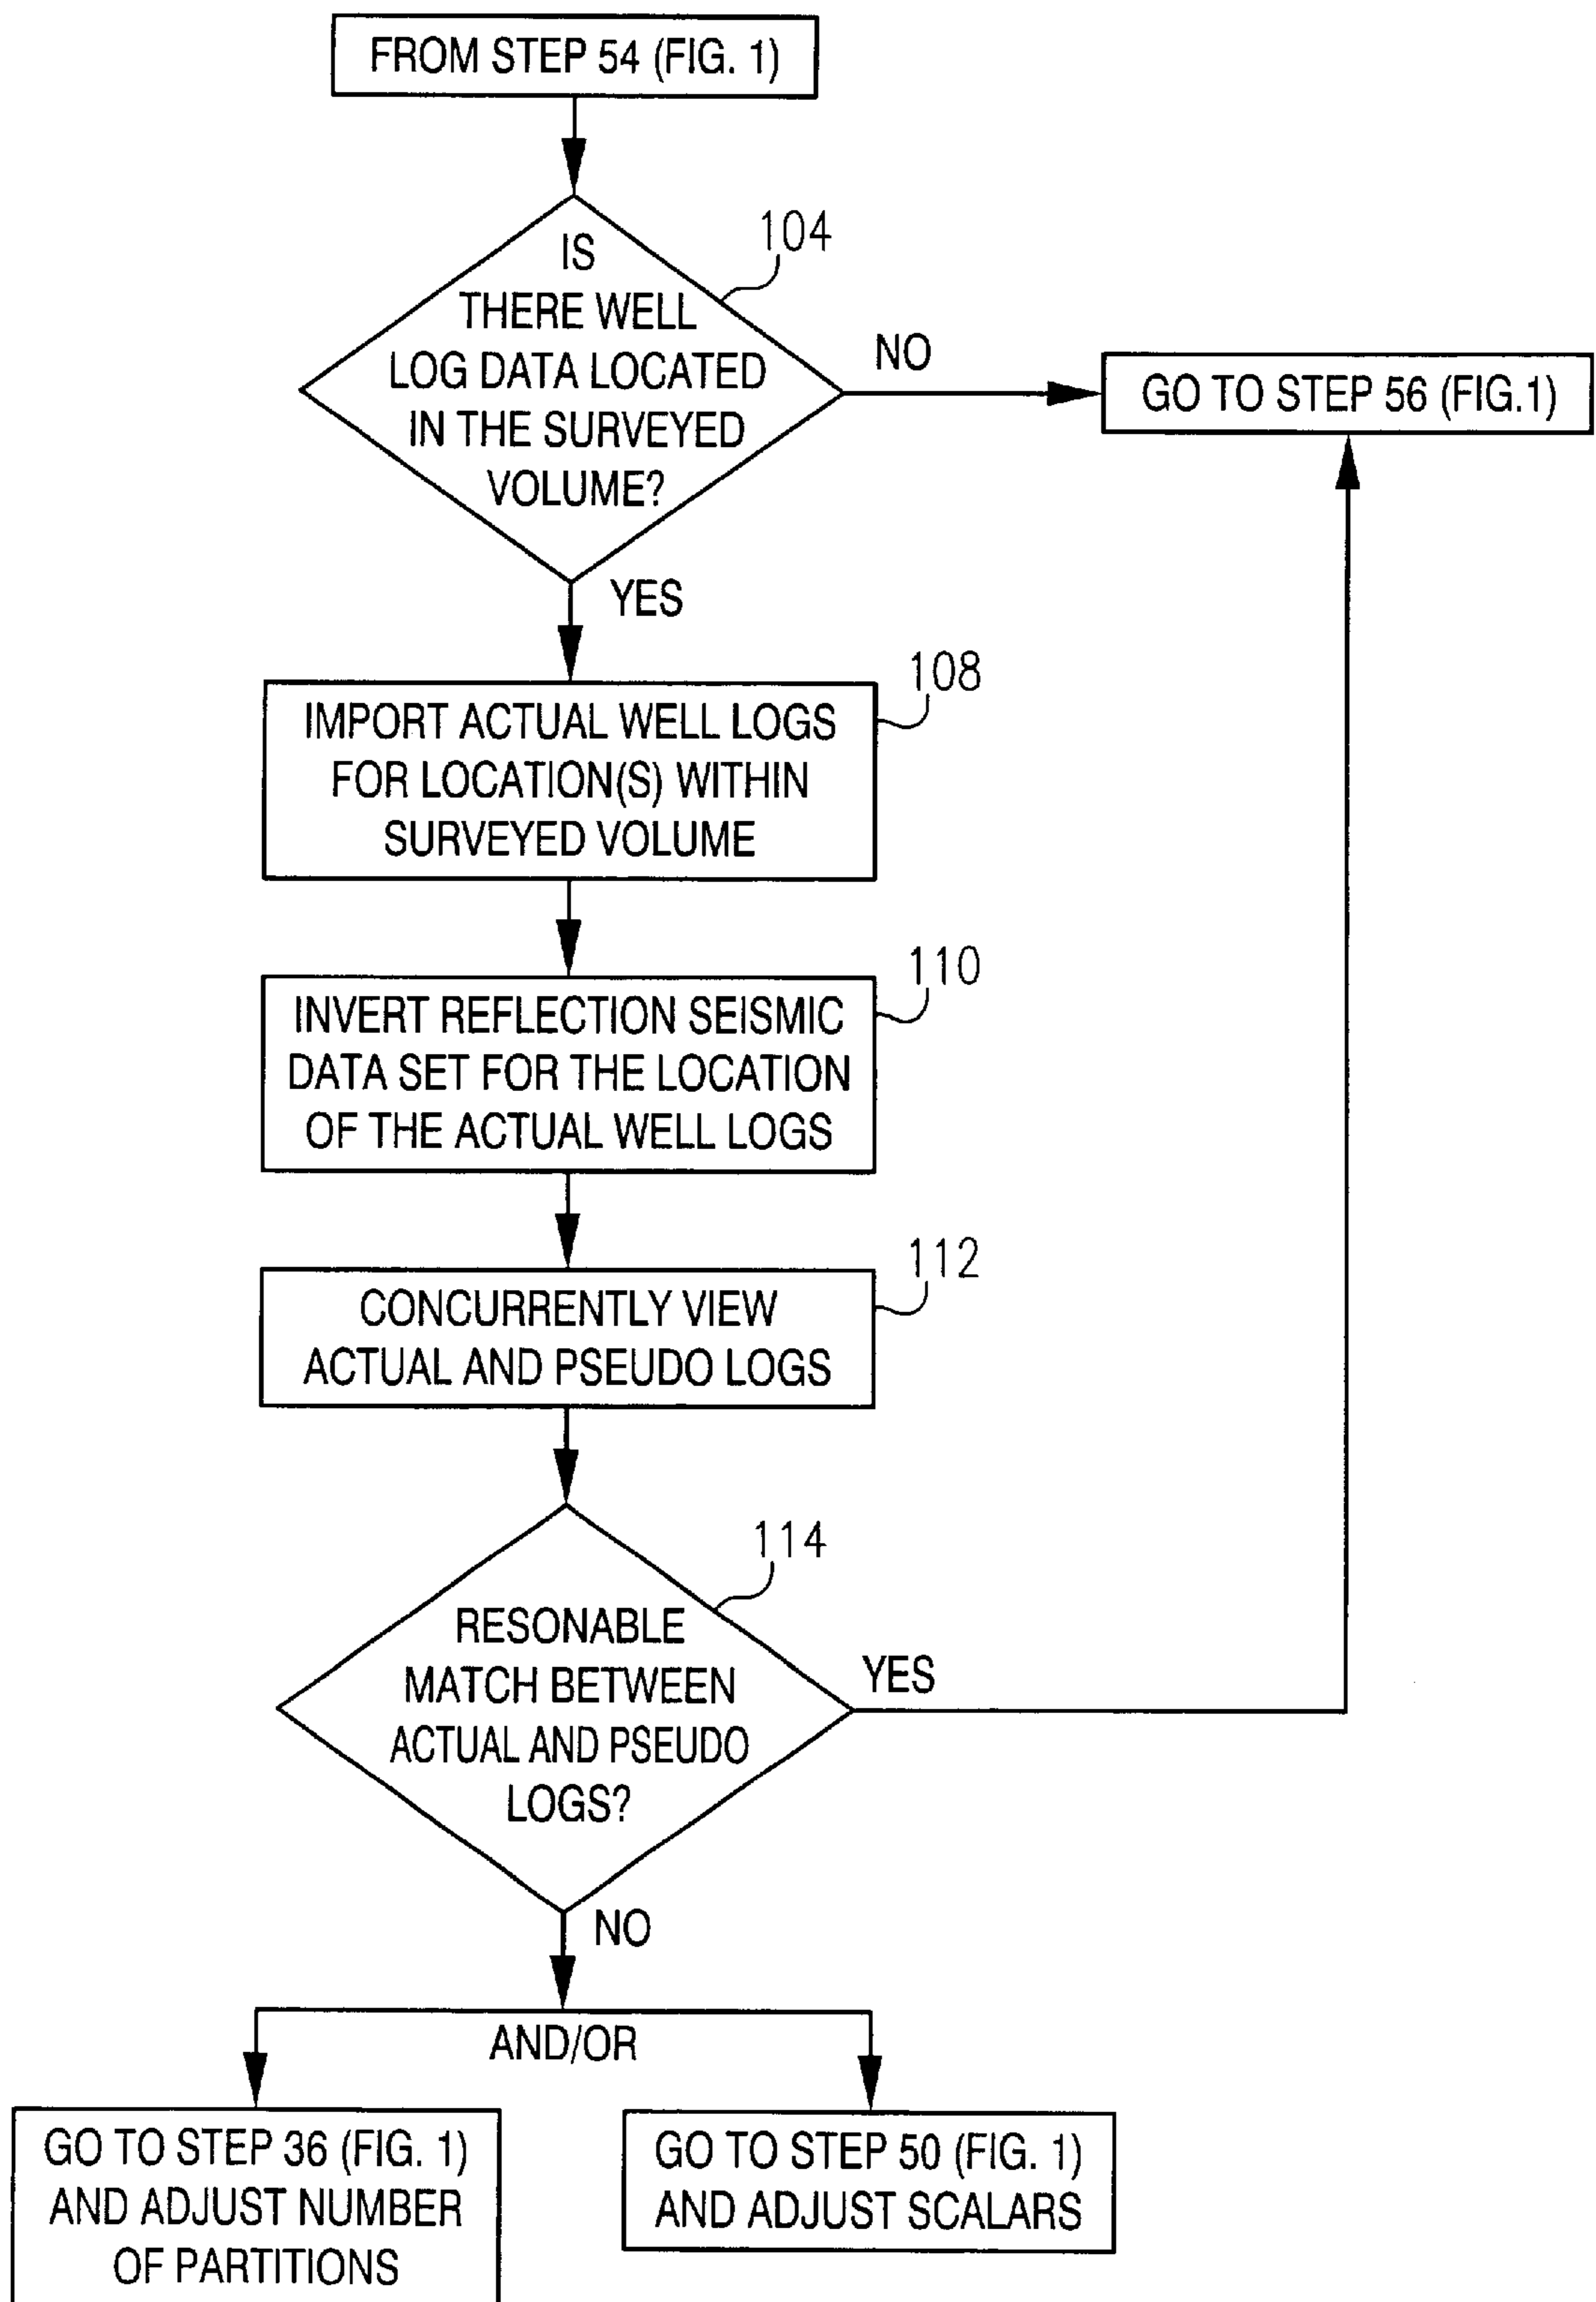 FROM STEP 54 (FIG. 1)
104
IS
THERE WELL
LOG DATA LOCATED
IN THE SURVEYED
VOLUME?
NO
GO TO STEP 56 (FIG.1)
YES
108
IMPORT ACTUAL WELL LOGS
FOR LOCATION(S) WITHIN
SURVEYED VOLUME
110
INVERT REFLECTION SEISMIC
DATA SET FOR THE LOCATION
OF THE ACTUAL WELL LOGS
112
CONCURRENTLY VIEW
ACTUAL AND PSEUDO LOGS
114
RESONABLE
MATCH BETWEEN
ACTUAL AND PSEUDO
LOGS?
YES
NO
AND/OR
GO TO STEP 36 (FIG. 1)
AND ADJUST NUMBER
OF PARTITIONS
GO TO STEP 50 (FIG. 1)
AND ADJUST SCALARS